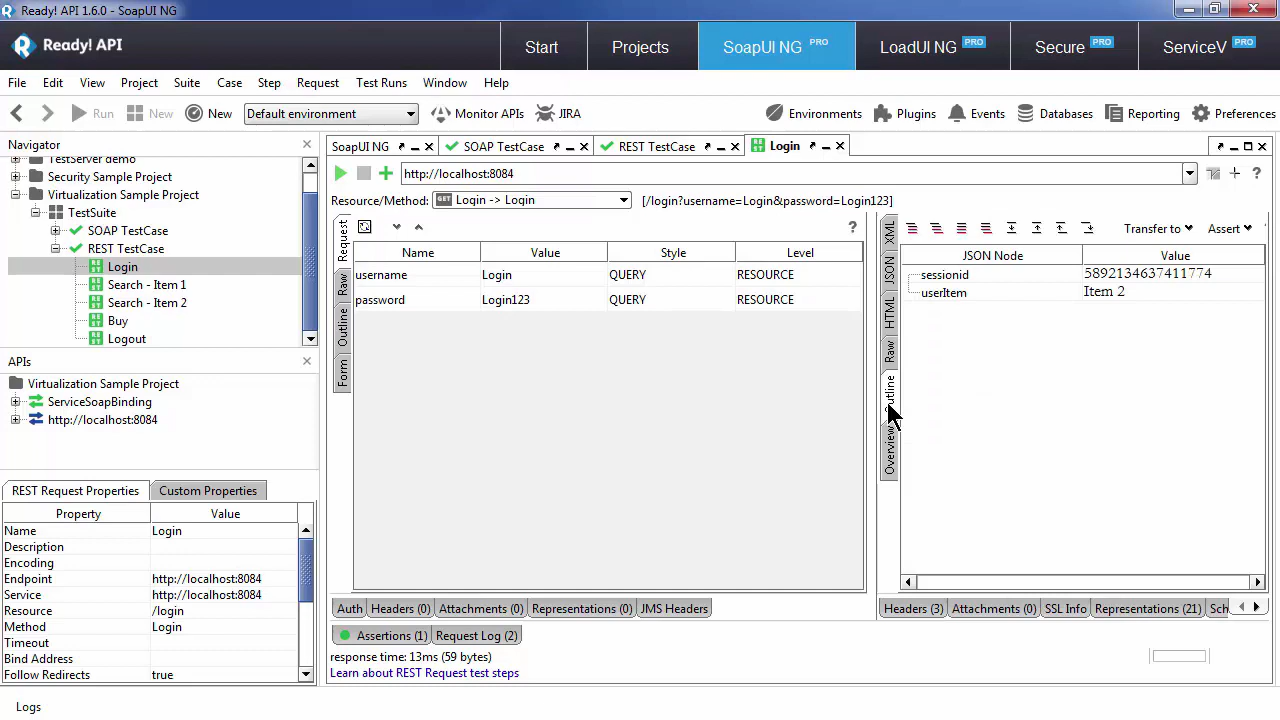 Ready! API 1.6.0 - SoapUI NG
Ready! API
Start
Projects
SoapUI NG PRO
LoadUI NG PRO
Secure PRO
ServiceV PRO
File Edit View Project Suite Case Step Request Test Runs Window Help
Run New New Default environment Monitor APIs JIRA Environments Plugins Events Databases Reporting Preferences
Navigator
TestServer demo
Security Sample Project
Virtualization Sample Project
TestSuite
SOAP TestCase
REST TestCase
Login
Search - Item 1
Search - Item 2
Buy
Logout
APIs
Virtualization Sample Project
ServiceSoapBinding
http://localhost:8084
REST Request Properties Custom Properties
Property Value
Name Login
Description
Encoding
Endpoint http://localhost:8084
Service http://localhost:8084
Resource /login
Method Login
Timeout
Bind Address
Follow Redirects true
SoapUI NG SOAP TestCase REST TestCase Login
http://localhost:8084
Resource/Method: GET Login -> Login [/login?username=Login&password=Login123]
Request
Raw
Outline
Form
Name Value Style Level
username Login QUERY RESOURCE
password Login123 QUERY RESOURCE
Auth Headers (0) Attachments (0) Representations (0) JMS Headers
XML
JSON
HTML
Raw
Outline
Overview
Transfer to Assert
JSON Node Value
sessionid 5892134637411774
userItem Item 2
Headers (3) Attachments (0) SSL Info Representations (21) Sch
Assertions (1) Request Log (2)
response time: 13ms (59 bytes)
Learn about REST Request test steps
Logs